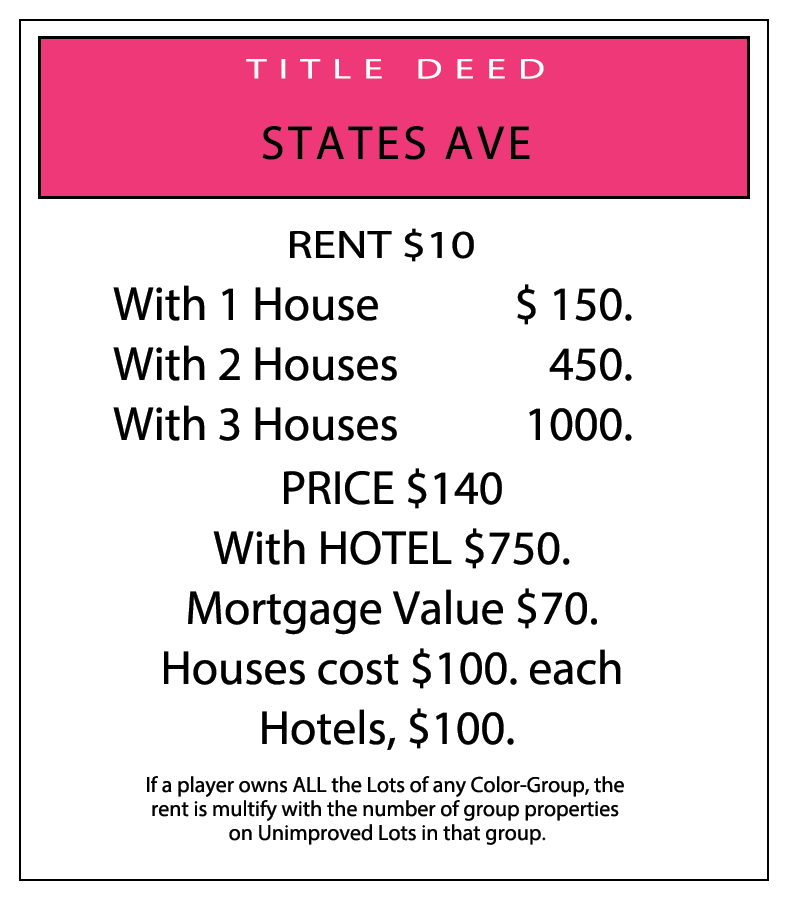 TITLE DEED
STATES AVE
RENT $10
With 1 House $ 150.
With 2 Houses 450.
With 3 Houses 1000.
PRICE $140
With HOTEL $750.
Mortgage Value $70.
Houses cost $100. each
Hotels, $100.
If a player owns ALL the Lots of any Color-Group, the
rent is multify with the number of group properties
on Unimproved Lots in that group.